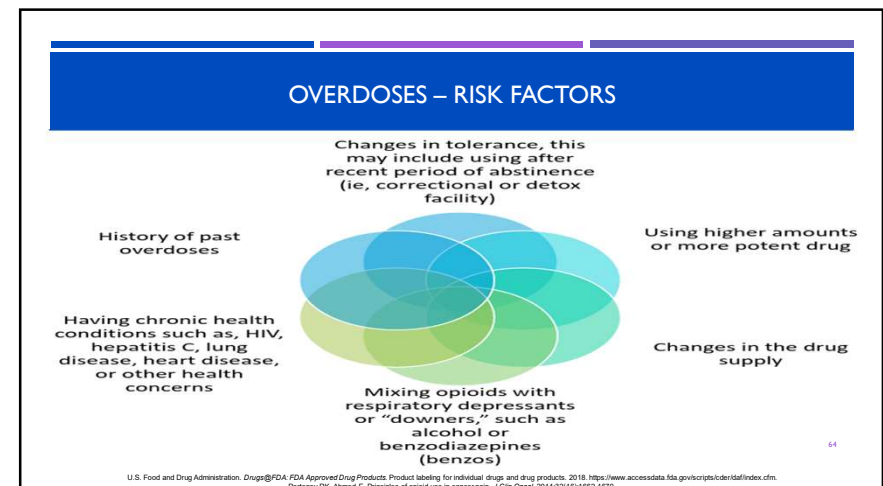 OVERDOSES – RISK FACTORS
Changes in tolerance, this
may include using after
recent period of abstinence
(ie, correctional or detox
facility)
Using higher amounts
or more potent drug
Changes in the drug
supply
Mixing opioids with
respiratory depressants
or “downers,” such as
alcohol or
benzodiazepines
(benzos)
Having chronic health
conditions such as, HIV,
hepatitis C, lung
disease, heart disease,
or other health
concerns
History of past
overdoses
64
U.S. Food and Drug Administration. Drugs@FDA: FDA Approved Drug Products. Product labeling for individual drugs and drug products. 2018. https://www.accessdata.fda.gov/scripts/cder/daf/index.cfm.